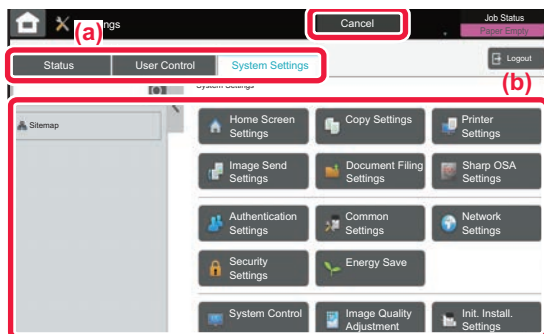 Cancel
Job Status
Paper Empty
ngs
(a)
Logout
Status
User Control
System Settings
(b)
System Settings
Sitemap
Home Screen
Settings
Copy Settings
Printer
Settings
Image Send
Settings
Document Filing
Settings
Sharp OSA
Settings
Authentication
Settings
Common
Settings
Network
Settings
Security
Settings
Energy Save
System Control
Image Quality
Adjustment
Init. Install.
Settings